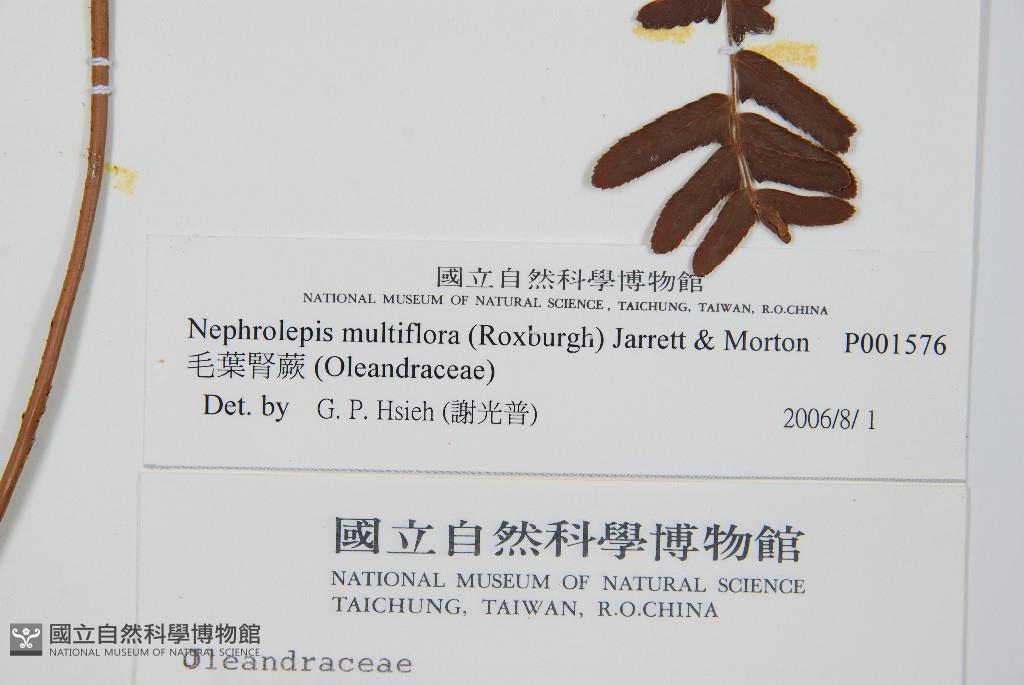 國立自然科學博物館
NATIONAL MUSEUM OF NATURAL SCIENCE, TAICHUNG, TAIWAN, R.O.CHINA
Nephrolepis multiflora (Roxburgh) Jarrett & Morton P001576
毛葉腎蕨 (Oleandraceae)
Det. by G. P. Hsieh (謝光普) 2006/8/ 1
國立自然科學博物館
NATIONAL MUSEUM OF NATURAL SCIENCE
TAICHUNG, TAIWAN, R.O.CHINA
國立自然科學博物館
NATIONAL MUSEUM OF NATURAL SCIENCE
Oleandraceae